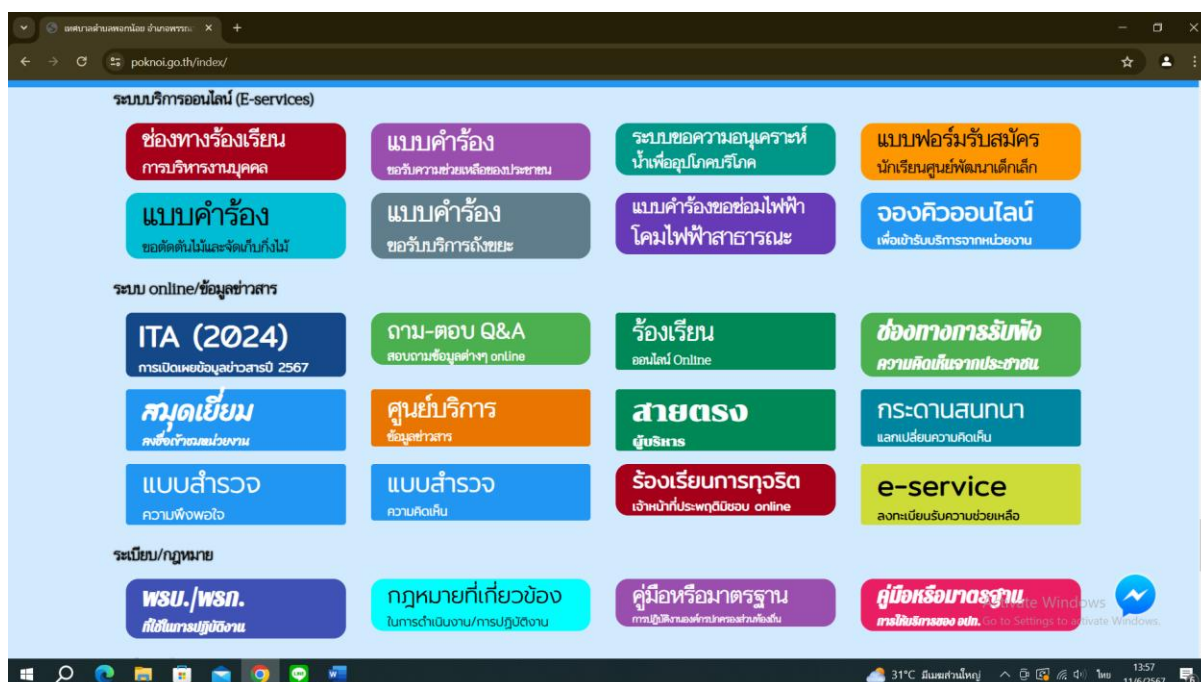 เทศบาลตำบลพอกน้อย อำเภอพรรณ
poknoi.go.th/index/
ระบบบริการออนไลน์ (E-services)
ช่องทางร้องเรียน
การบริหารงานบุคคล
แบบคำร้อง
ขอรับความช่วยเหลือของประชาชน
ระบบขอความอนุเคราะห์
น้ำเพื่ออุปโภคบริโภค
แบบฟอร์มรับสมัคร
นักเรียนศูนย์พัฒนาเด็กเล็ก
แบบคำร้อง
ขอตัดต้นไม้และจัดเก็บกิ่งไม้
แบบคำร้อง
ขอรับบริการถังขยะ
แบบคำร้องขอซ่อมไฟฟ้า
โคมไฟฟ้าสาธารณะ
จองคิวออนไลน์
เพื่อเข้ารับบริการจากหน่วยงาน
ระบบ online/ข้อมูลข่าวสาร
ITA (2024)
การเปิดเผยข้อมูลข่าวสารปี 2567
ถาม-ตอบ Q&A
สอบถามข้อมูลต่างๆ online
ร้องเรียน
ออนไลน์ Online
ช่องทางการรับฟัง
ความคิดเห็นจากประชาชน
สมุดเยี่ยม
ลงชื่อเข้าชมหน่วยงาน
ศูนย์บริการ
ข้อมูลข่าวสาร
สายตรง
ผู้บริหาร
กระดานสนทนา
แลกเปลี่ยนความคิดเห็น
แบบสำรวจ
ความพึงพอใจ
แบบสำรวจ
ความคิดเห็น
ร้องเรียนการทุจริต
เจ้าหน้าที่ประพฤติมิชอบ online
e-service
ลงทะเบียนรับความช่วยเหลือ
ระเบียบ/กฎหมาย
พรบ./พรก.
ที่ใช้ในการปฏิบัติงาน
กฎหมายที่เกี่ยวข้อง
ในการดำเนินงาน/การปฏิบัติงาน
คู่มือหรือมาตรฐาน
การปฏิบัติงานองค์กรปกครองส่วนท้องถิ่น
คู่มือหรือมาตรฐาน
การให้บริการของ อปท.
Activate Windows
Go to Settings to activate Windows.
31°C มีเมฆส่วนใหญ่
ไทย
13:57
11/6/2567